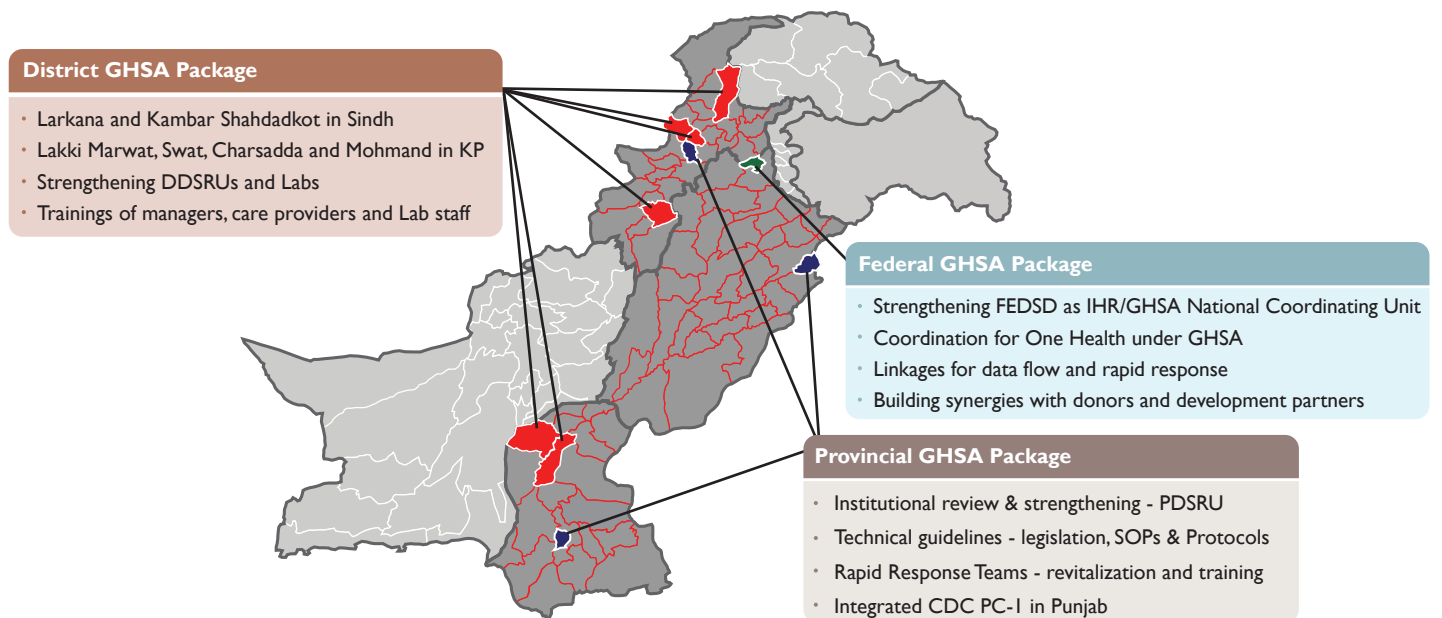 District GHSA Package
• Larkana and Kambar Shahdadkot in Sindh
• Lakki Marwat, Swat, Charsadda and Mohmand in KP
• Strengthening DDSRUs and Labs
• Trainings of managers, care providers and Lab staff
Federal GHSA Package
• Strengthening FEDSD as IHR/GHSA National Coordinating Unit
• Coordination for One Health under GHSA
• Linkages for data flow and rapid response
• Building synergies with donors and development partners
Provincial GHSA Package
• Institutional review & strengthening - PDSRU
• Technical guidelines - legislation, SOPs & Protocols
• Rapid Response Teams - revitalization and training
• Integrated CDC PC-1 in Punjab